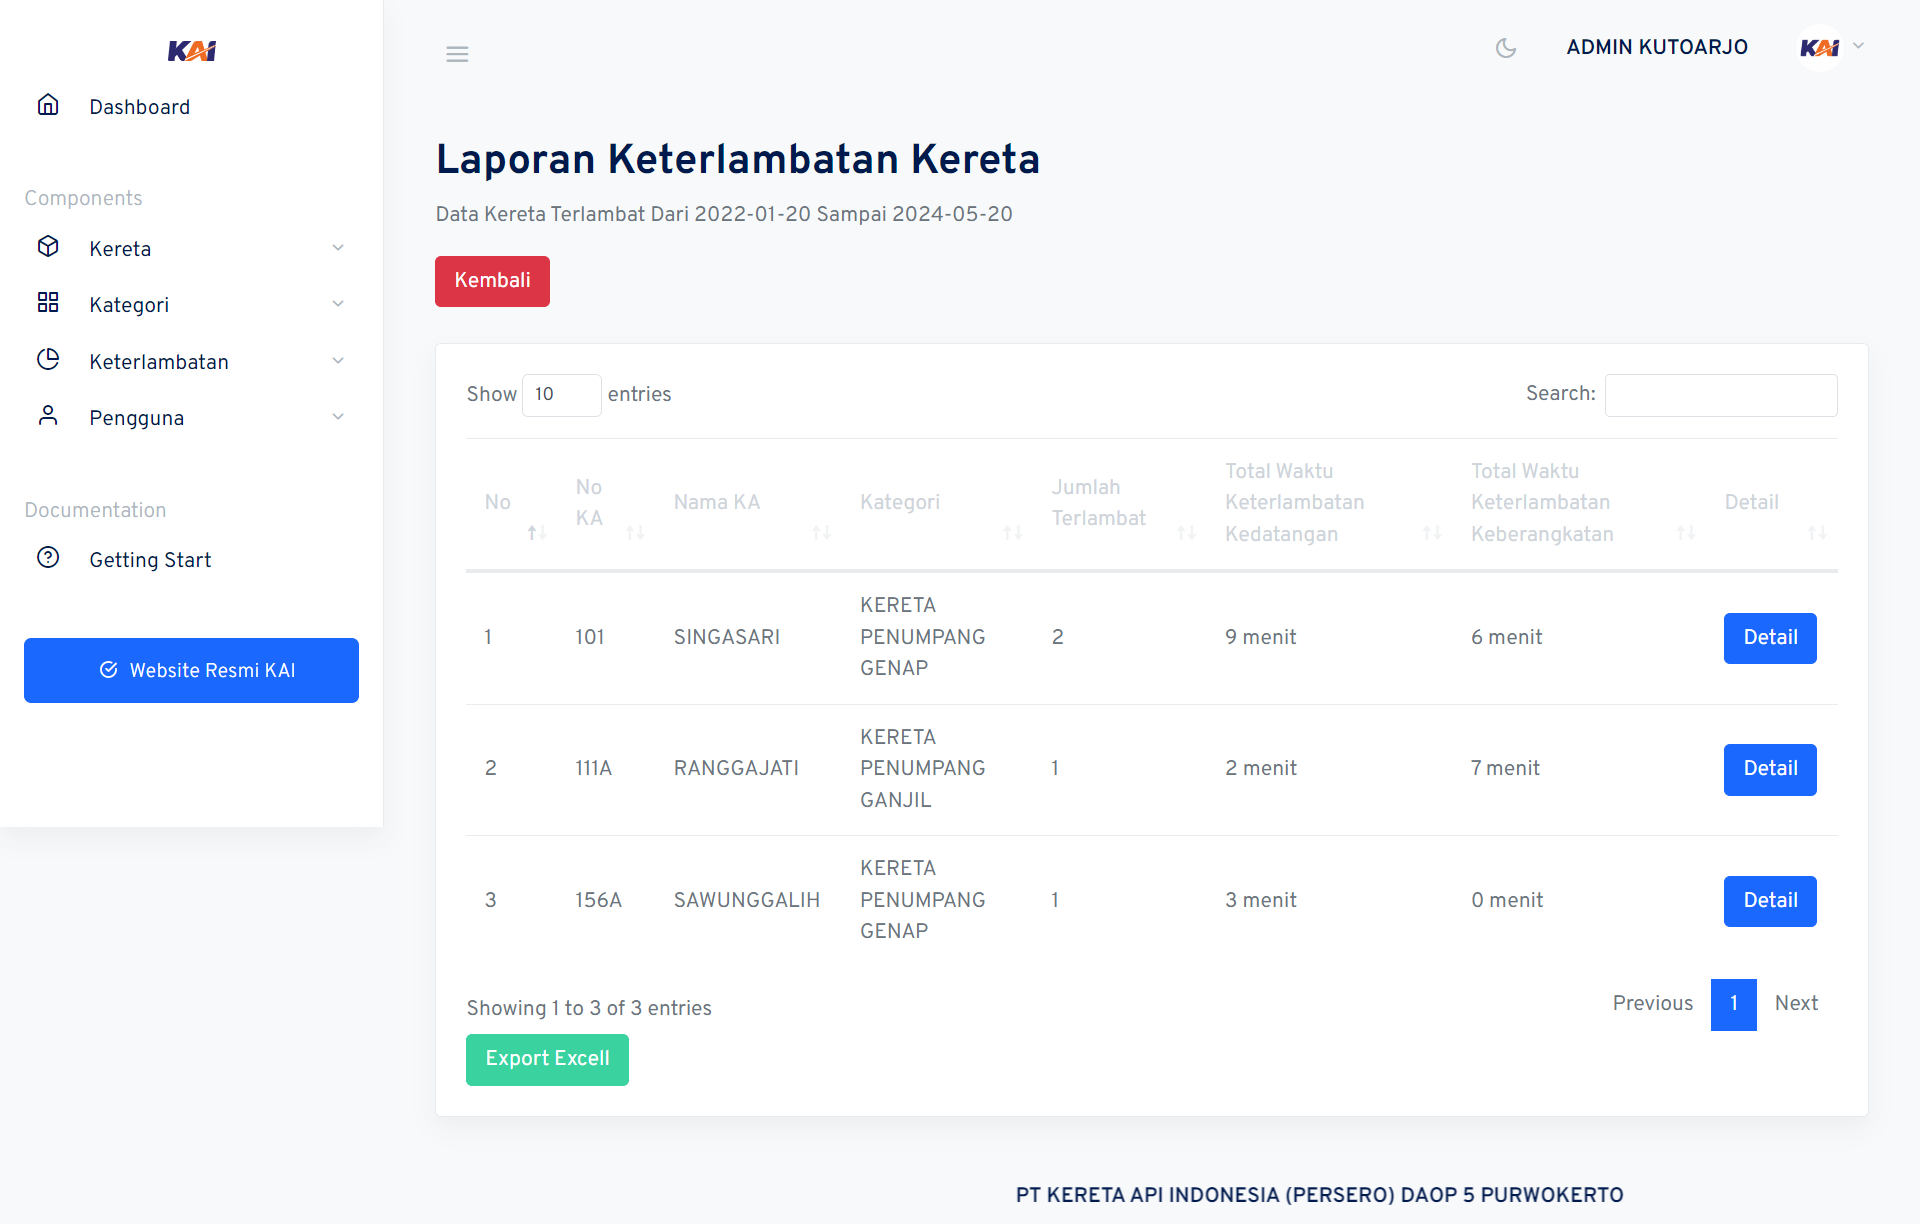 KAI
Dashboard
Components
Kereta
Kategori
Keterlambatan
Pengguna
Documentation
Getting Start
Website Resmi KAI
ADMIN KUTOARJO
KAI
Laporan Keterlambatan Kereta
Data Kereta Terlambat Dari 2022-01-20 Sampai 2024-05-20
Kembali
Show 10 entries
Search:
No
No
KA
Nama KA
Kategori
Jumlah
Terlambat
Total Waktu
Keterlambatan
Kedatangan
Total Waktu
Keterlambatan
Keberangkatan
Detail
1
101
SINGASARI
KERETA
PENUMPANG
GENAP
2
9 menit
6 menit
Detail
2
111A
RANGGAJATI
KERETA
PENUMPANG
GANJIL
1
2 menit
7 menit
Detail
3
156A
SAWUNGGALIH
KERETA
PENUMPANG
GENAP
1
3 menit
0 menit
Detail
Showing 1 to 3 of 3 entries
Previous 1 Next
Export Excell
PT KERETA API INDONESIA (PERSERO) DAOP 5 PURWOKERTO